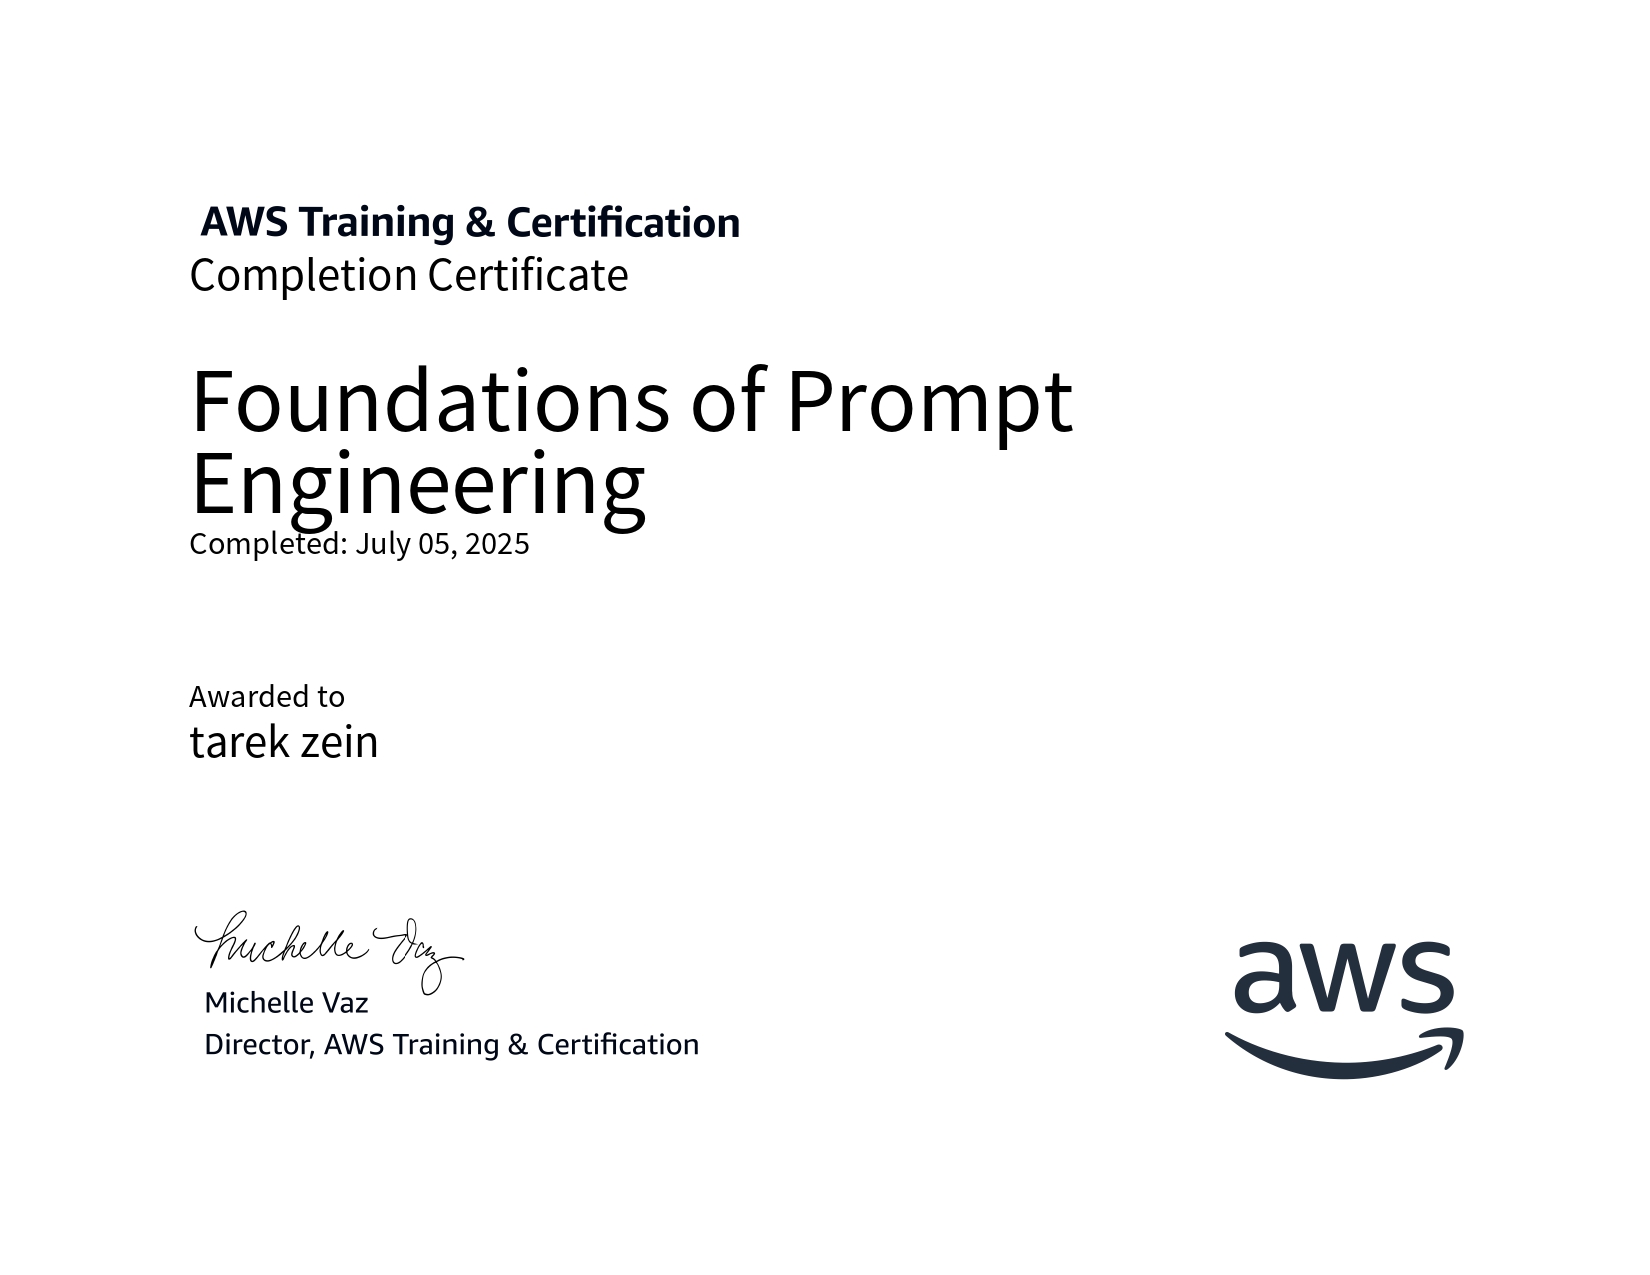 AWS Training & Certification
Completion Certificate
Foundations of Prompt
Engineering
Completed: July 05, 2025
Awarded to
tarek zein
Michelle Vaz
Michelle Vaz
Director, AWS Training & Certification
aws